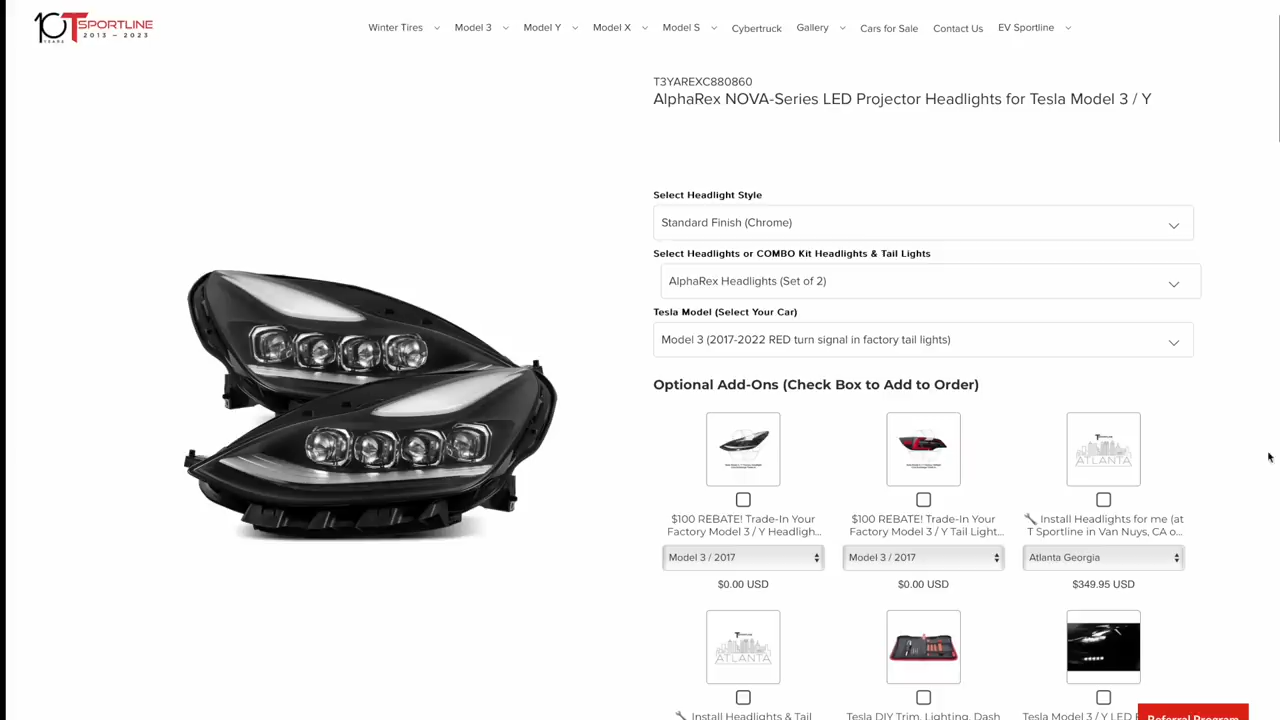 10 YEARS TSPORTLINE
2013 – 2023
Winter Tires
Model 3
Model Y
Model X
Model S
Cybertruck
Gallery
Cars for Sale
Contact Us
EV Sportline
T3YAREXC880860
AlphaRex NOVA-Series LED Projector Headlights for Tesla Model 3 / Y
Select Headlight Style
Standard Finish (Chrome)
Select Headlights or COMBO Kit Headlights & Tail Lights
AlphaRex Headlights (Set of 2)
Tesla Model (Select Your Car)
Model 3 (2017-2022 RED turn signal in factory tail lights)
Optional Add-Ons (Check Box to Add to Order)
ATLANTA
$100 REBATE! Trade-In Your
Factory Model 3 / Y Headligh...
Model 3 / 2017
$0.00 USD
$100 REBATE! Trade-In Your
Factory Model 3 / Y Tail Light...
Model 3 / 2017
$0.00 USD
🔧 Install Headlights for me (at
T Sportline in Van Nuys, CA o...
Atlanta Georgia
$349.95 USD
ATLANTA
🔧 Install Headlights & Tail
Tesla DIY Trim, Lighting, Dash
Tesla Model 3 / Y LED
Referral Program